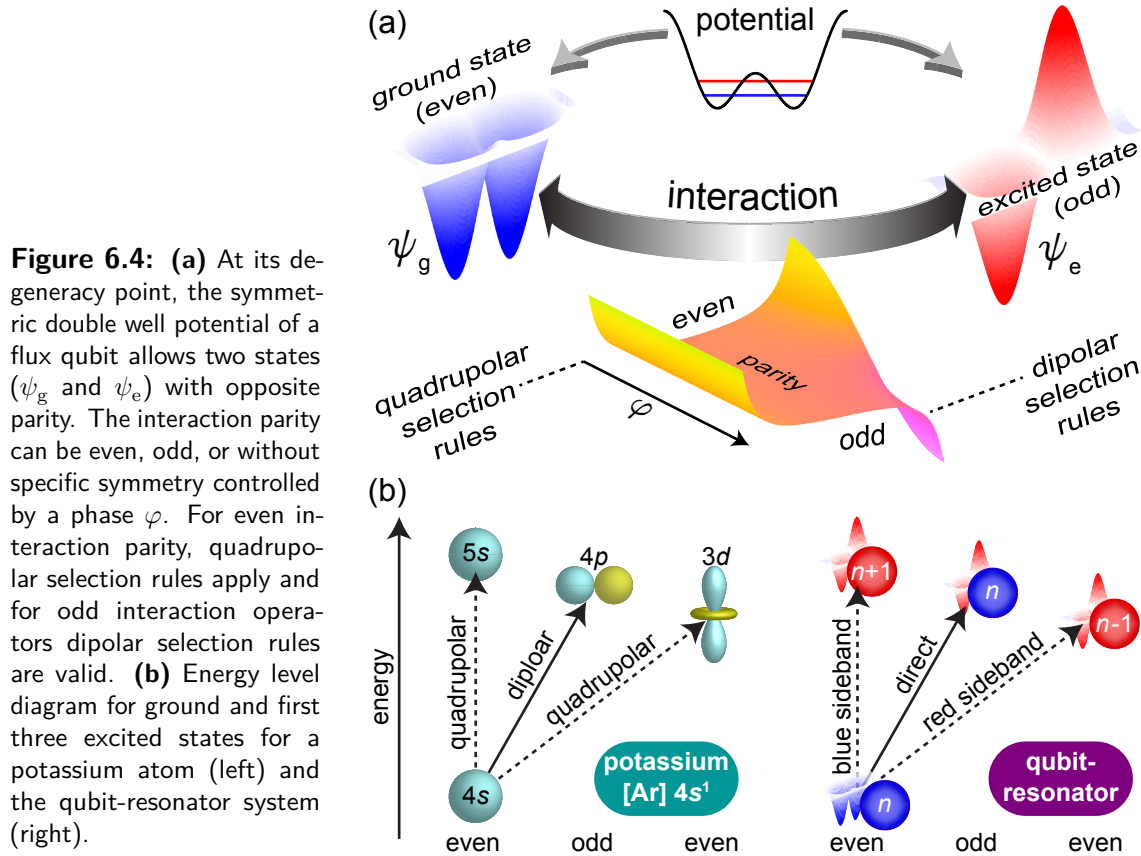 Figure 6.4: (a) At its de-
generacy point, the symmet-
ric double well potential of a
flux qubit allows two states
(ψg and ψe) with opposite
parity. The interaction parity
can be even, odd, or without
specific symmetry controlled
by a phase φ. For even in-
teraction parity, quadrupo-
lar selection rules apply and
for odd interaction opera-
tors dipolar selection rules
are valid. (b) Energy level
diagram for ground and first
three excited states for a
potassium atom (left) and
the qubit-resonator system
(right).
(a)
potential
ground state
(even)
interaction
excited state
(odd)
ψg
ψe
even
parity
odd
φ
quadrupolar
selection
rules
dipolar
selection
rules
(b)
energy
5s
4p
3d
quadrupolar
diploar
quadrupolar
4s
potassium
[Ar] 4s¹
even
odd
even
n+1
n
n-1
blue sideband
direct
red sideband
n
qubit-
resonator
even
odd
even